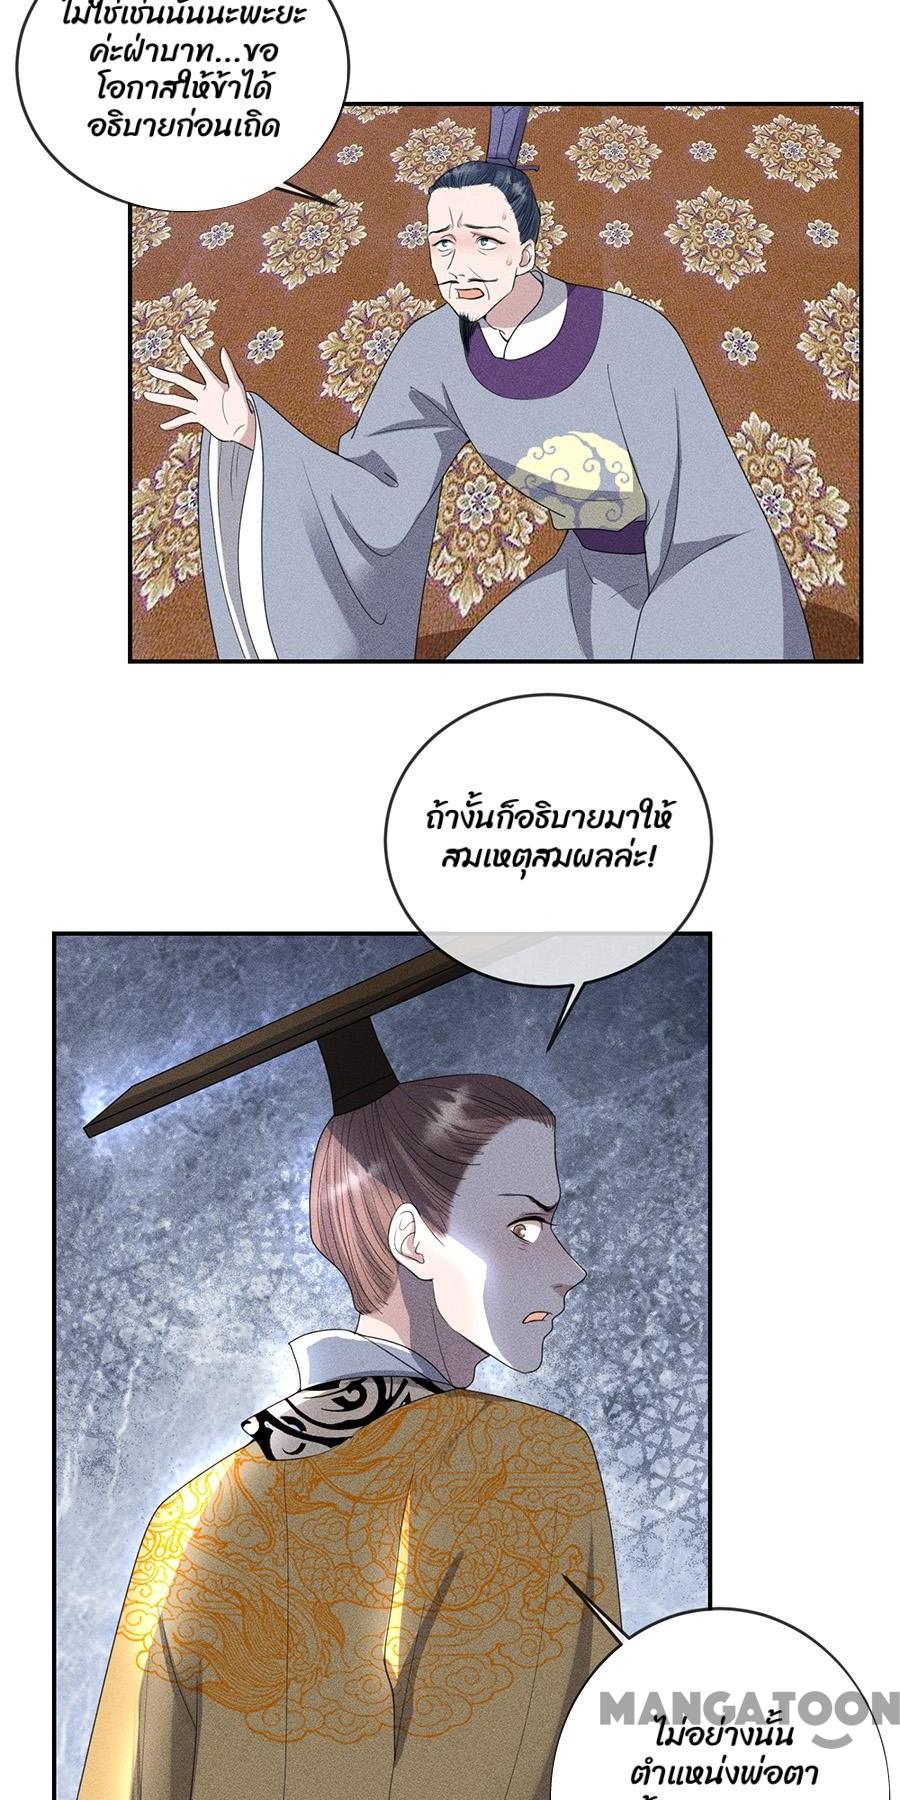 ไม่ใช่เช่นนั้นนะพะยะ
ค่ะฝ่าบาท...ขอ
โอกาสให้ข้าได้
อธิบายก่อนเถิด
ถ้างั้นก็อธิบายมาให้
สมเหตุสมผลล่ะ!
MANGATOON
ไม่อย่างนั้น
ตำแหน่งพ่อตา